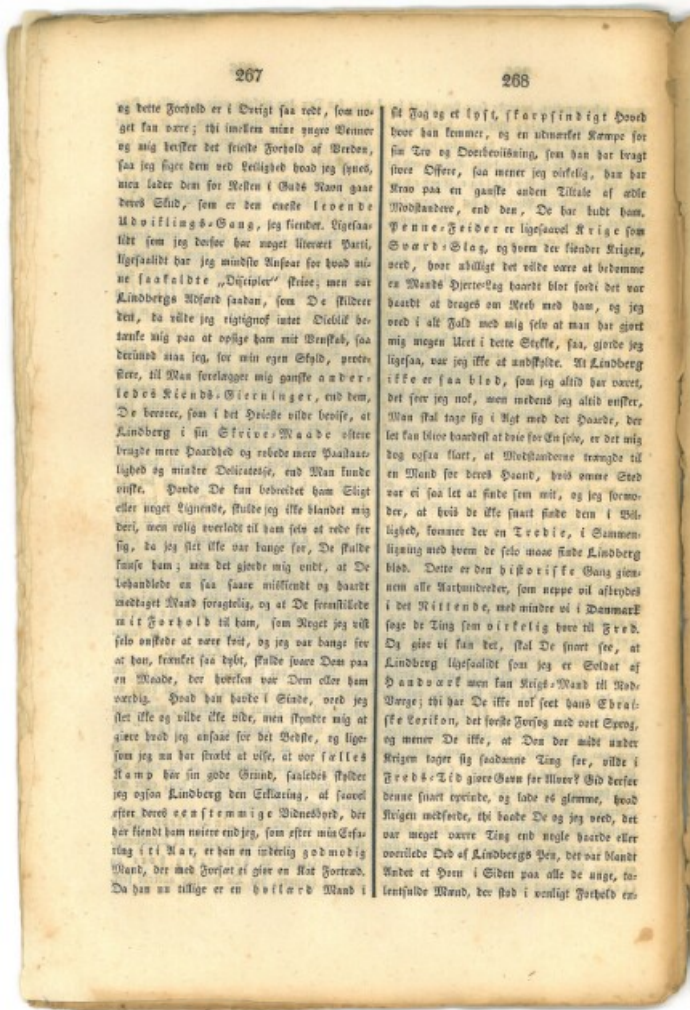 267
og dette Forhold er i Øvrigt saa rodt, som no-
get kan være; thi imellem mine yngre Venner
og mig hersker det frieste Forhold af Verden,
saa jeg siger dem ved Leilighed hvad jeg synes,
men lader dem for Resten i Guds Navn gaae
deres Skud, som er den eneste levende
Udviklings-Gang, jeg kiender. Ligesaa-
lidt som jeg derfor har noget literært Parti,
ligesaalidt har jeg mindste Ansvar for hvad mi-
ne saakaldte „Discipler” skrive; men var
Lindbergs Adfærd saadan, som De skildrer
den, da vilde jeg rigtignok intet Øieblik be-
tænke mig paa at opsige ham mit Venskab, saa
derimod maa jeg, for min egen Skyld, prote-
stere, til Man forelægger mig ganske ander-
ledes Kiends-Gierninger, end dem,
De berører, som i det Høieste vilde bevise, at
Lindberg i sin Skrive-Maade oftere
brugde mere Haardhed og robede mere Paastaae-
lighed og mindre Delicatesse, end Man kunde
ønske. Havde De kun bebreidet ham Sligt
eller noget Lignende, skulde jeg ikke blandet mig
deri, men rolig overladt til ham selv at rede for
sig, da jeg slet ikke var bange for, De skulde
knuse ham; men det gjorde mig ondt, at De
behandlede en saa saare miskiendt og haardt
medtaget Mand foragtelig, og at De fremstillede
mit Forhold til ham, som Noget jeg vist
selv ønskede at være kvit, og jeg var bange for
at han, krænket saa dybt, skulde svare Dem paa
en Maade, der hverken var Dem eller ham
værdig. Hvad han havde i Sinde, veed jeg
slet ikke og vilde ikke vide, men skyndte mig at
giøre hvad jeg ansaae for det Bedste, og lige-
som jeg nu har stræbt at vise, at vor fælles
Kamp har sin gode Grund, saaledes skylder
jeg ogsaa Lindberg den Erklæring, at saavel
efter deres eenstemmige Vidnesbyrd, der
har kiendt ham nøiere end jeg, som efter min Erfa-
ring i ti Aar, er han en inderlig godmodig
Mand, der med Forsæt ei giør en Kat Fortræd.
Da han nu tillige er en høilærd Mand i
268
sit Fag og et lyst, skarpsindigt Hoved
hvor han kommer, og en udmærket Kæmpe for
sin Tro og Overbeviisning, som han har bragt
store Offere, saa mener jeg virkelig, han har
Krav paa en ganske anden Tiltale af ædle
Modstandere, end den, De har budt ham.
Penne-Feider er ligesaavel Krige som
Sværd-Slag, og hvem der kiender Krigen,
veed, hvor ubilligt det vilde være at bedømme
en Mands Hjerte-Lag haardt blot fordi det var
haardt at drages om Reeb med ham, og jeg
veed i alt Fald med mig selv at man har gjort
mig megen Uret i dette Stykke, saa, gjorde jeg
ligesaa, var jeg ikke at undskylde. At Lindberg
ikke er saa blød, som jeg altid har været,
det seer jeg nok, men medens jeg altid ønsker,
Man skal tage sig i Agt med det Haarde, der
let kan blive haardest at døie for En selv, er det mig
dog ogsaa klart, at Modstanderne trængde til
en Mand for deres Haand, hvis ømme Sted
var ei saa let at finde som mit, og jeg formo-
der, at hvis de ikke snart finde dem i Bil-
lighed, kommer der en Tredie, i Sammen-
ligning med hvem de selv maae finde Lindberg
blød. Dette er den historiske Gang gien-
nem alle Aarhundreder, som neppe vil afbrydes
i det Nittende, med mindre vi i Danmark
søge de Ting som virkelig høre til Fred.
Og giør vi kun det, skal De snart see, at
Lindberg ligesaalidt som jeg er Soldat af
Haandværk men kun Krigs-Mand til Nød-
Værge; thi har De ikke nok seet hans Ebrai-
ske Lexikon, det første Forsøg med vort Sprog,
og mener De ikke, at Den der midt under
Krigen tager sig saadanne Ting for, vilde i
Freds-Tid giøre Gavn for Alvor? Gid derfor
denne snart oprinde, og lade os glemme, hvad
Krigen medførde, thi baade De og jeg veed, det
var meget værre Ting end nogle haarde eller
overilede Ord af Lindbergs Pen, det var blandt
Andet et Horn i Siden paa alle de unge, ta-
lentfulde Mænd, der stod i venligt Forhold en-